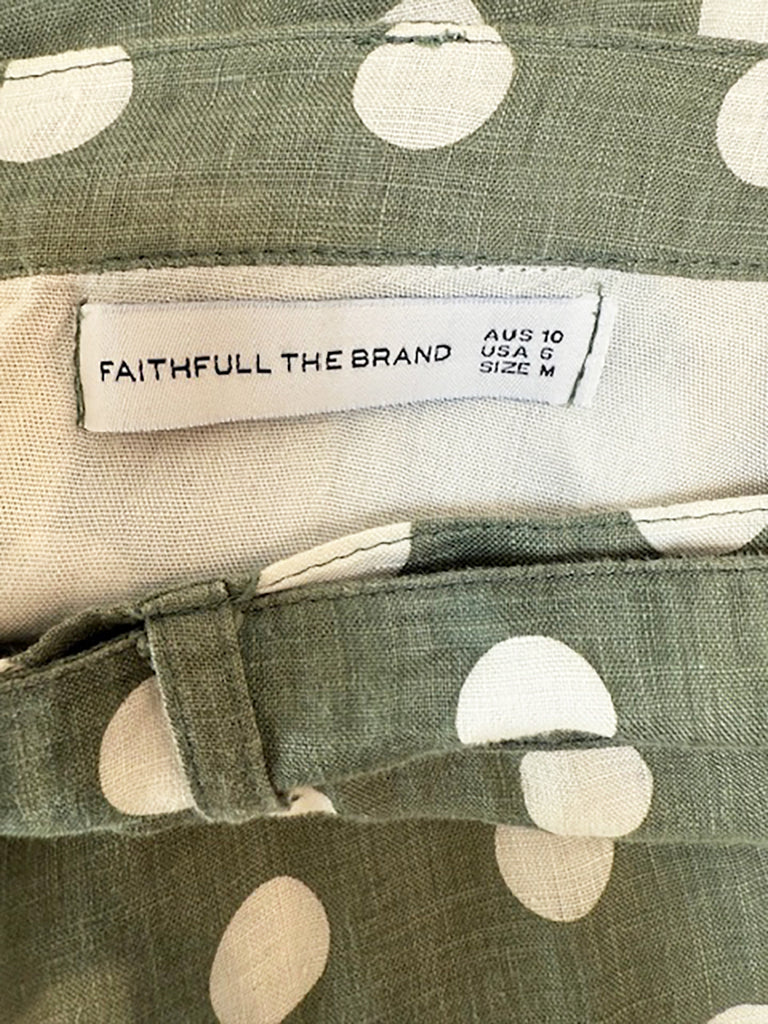 FAITHFULL THE BRAND
AUS 10
USA 6
SIZE M